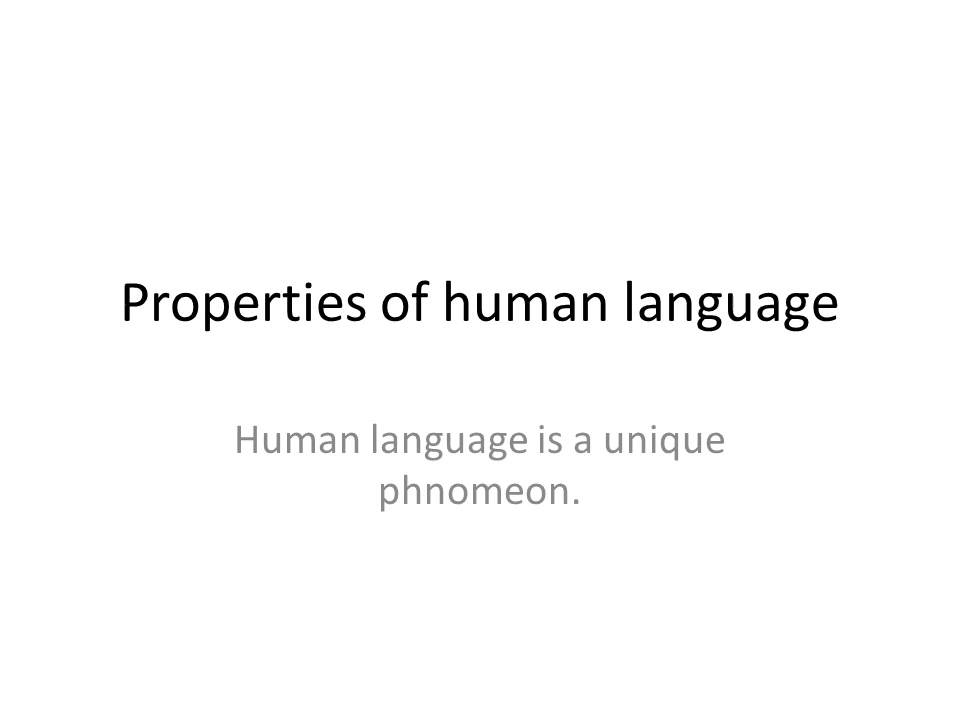 Properties of human language
Human language is a unique
phnomeon.